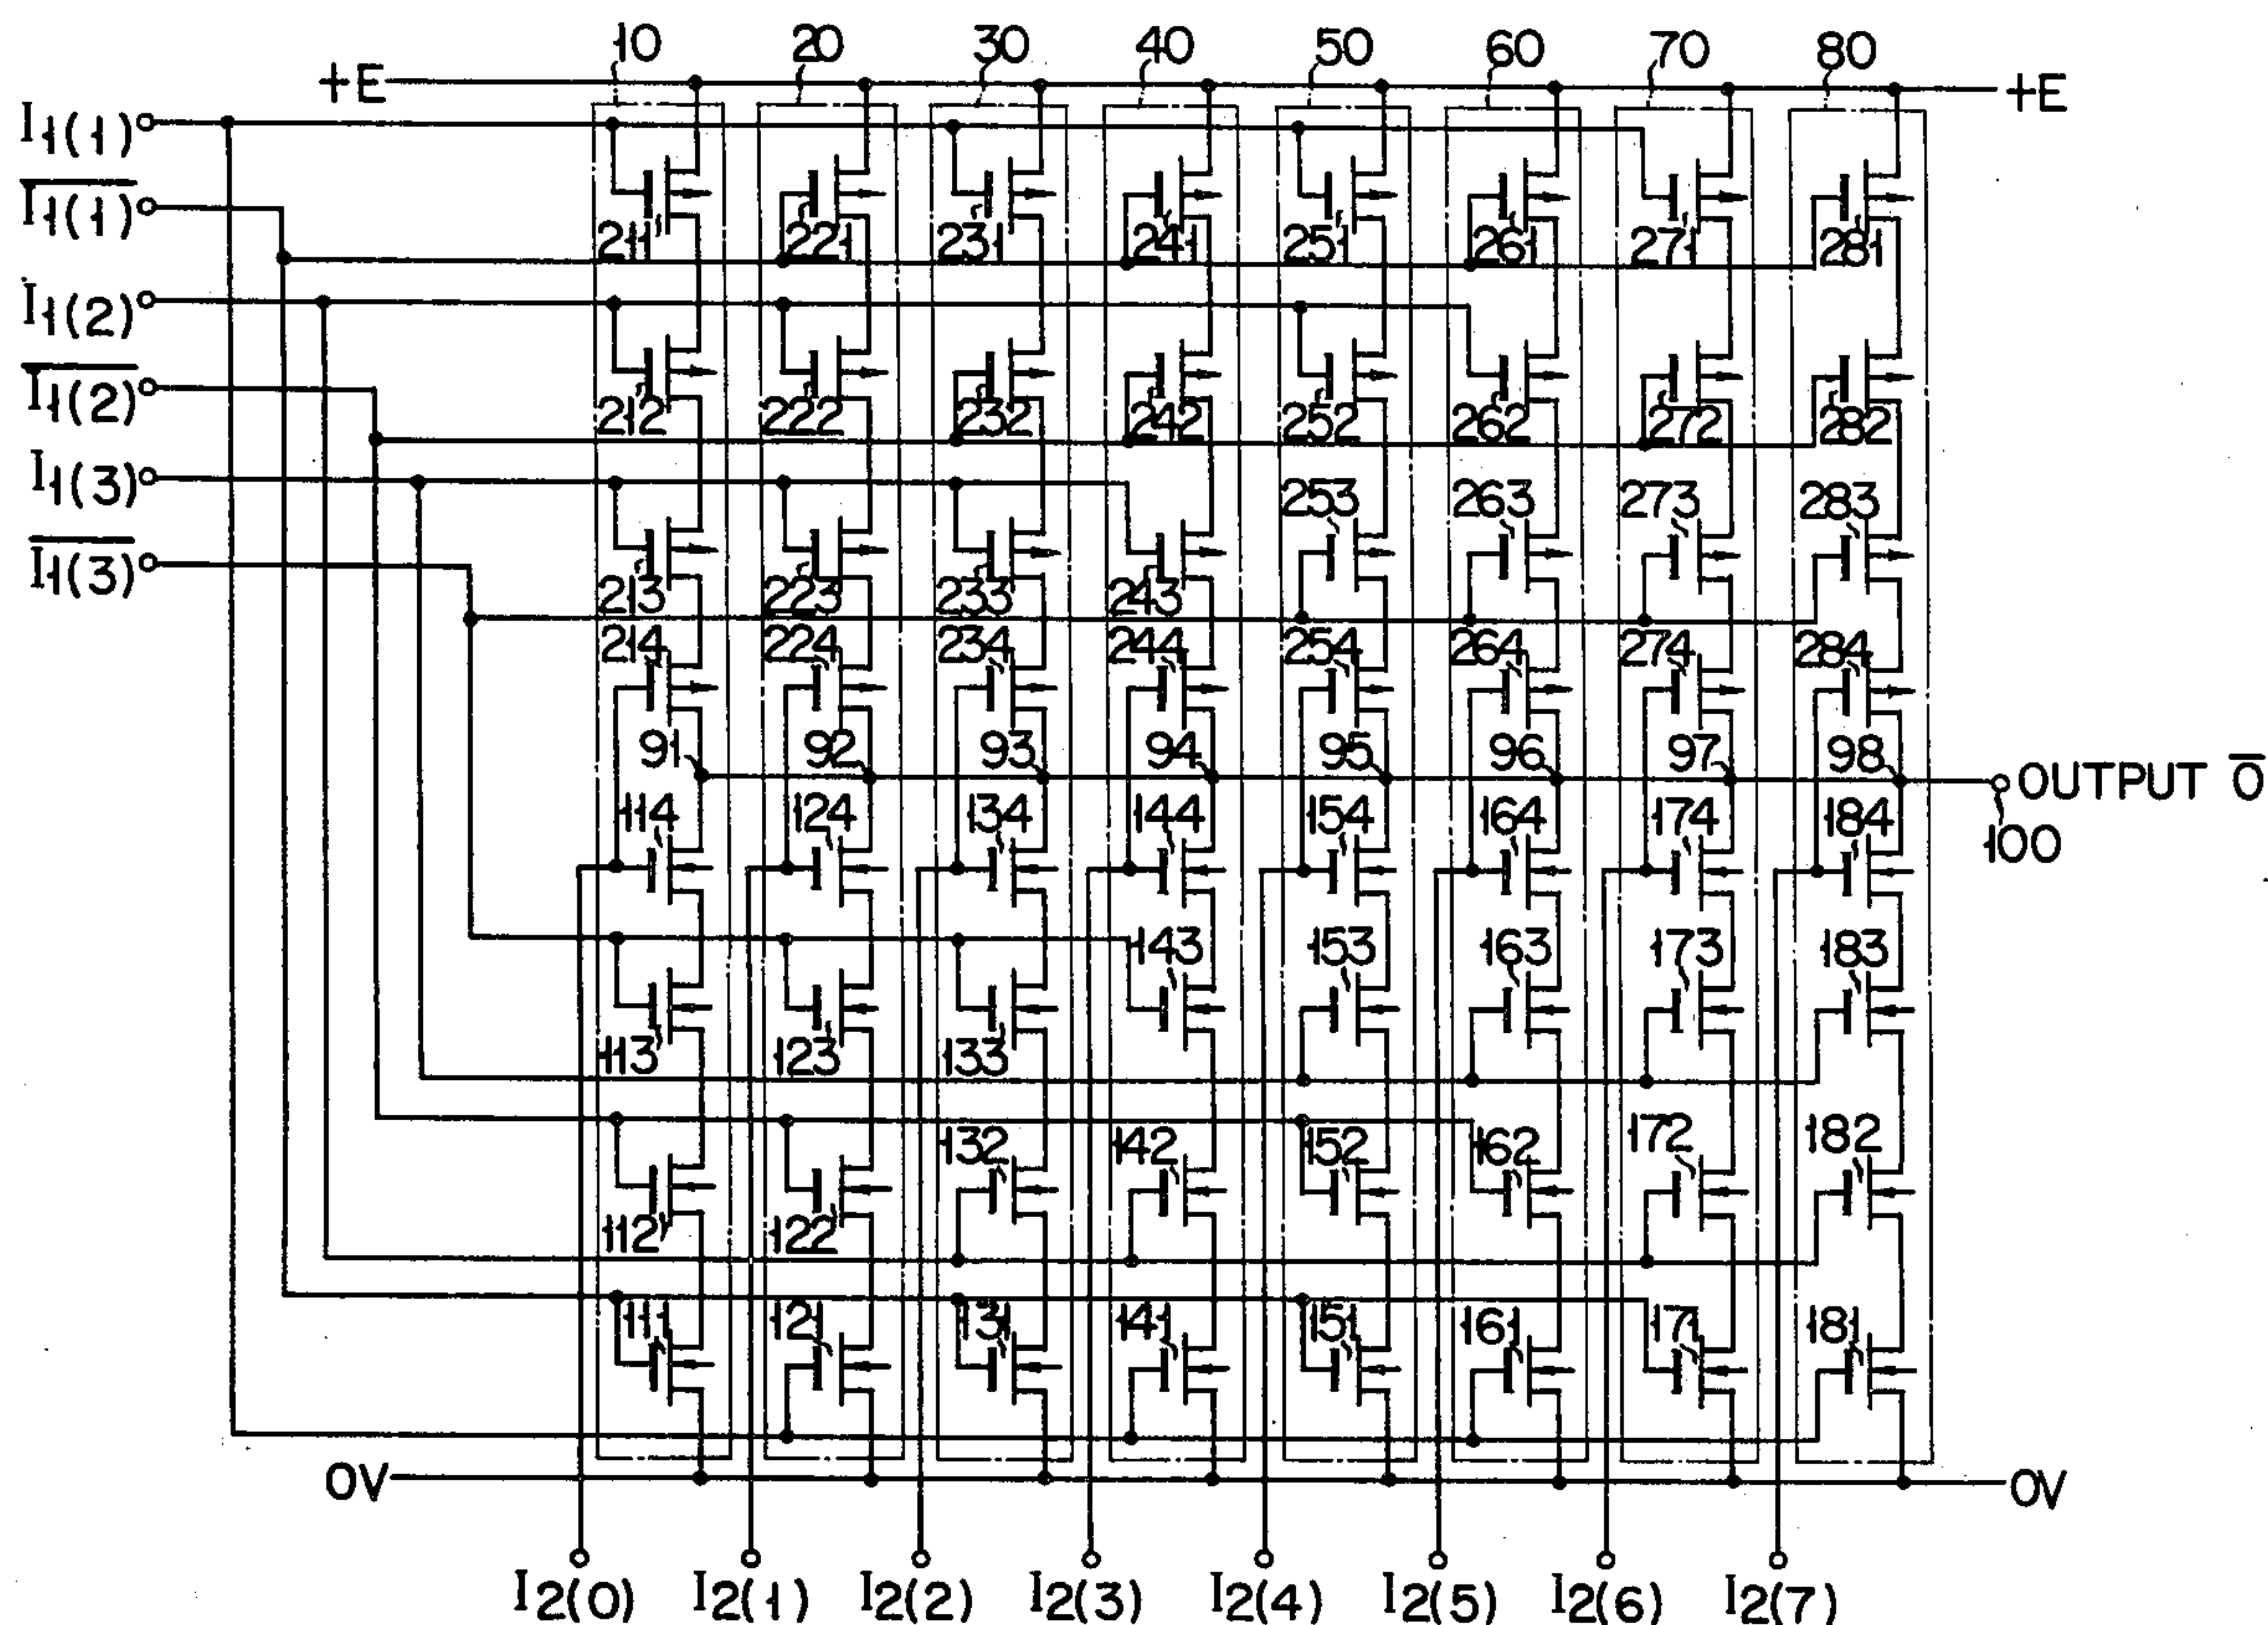 10 20 30 40 50 60 70 80
+E +E
I1(1)
I̅1̅(̅1̅)̅
211 221 231 241 251 261 271 281
I1(2)
I̅1̅(̅2̅)̅
212 222 232 242 252 262 272 282
I1(3)
253 263 273 283
I̅1̅(̅3̅)̅
213 223 233 243
214 224 234 244 254 264 274 284
91 92 93 94 95 96 97 98
OUTPUT O̅
100
114 124 134 144 154 164 174 184
143 153 163 173 183
113 123 133
132 142 152 162 172 182
112 122
111 121 131 141 151 161 171 181
0V 0V
I2(0) I2(1) I2(2) I2(3) I2(4) I2(5) I2(6) I2(7)